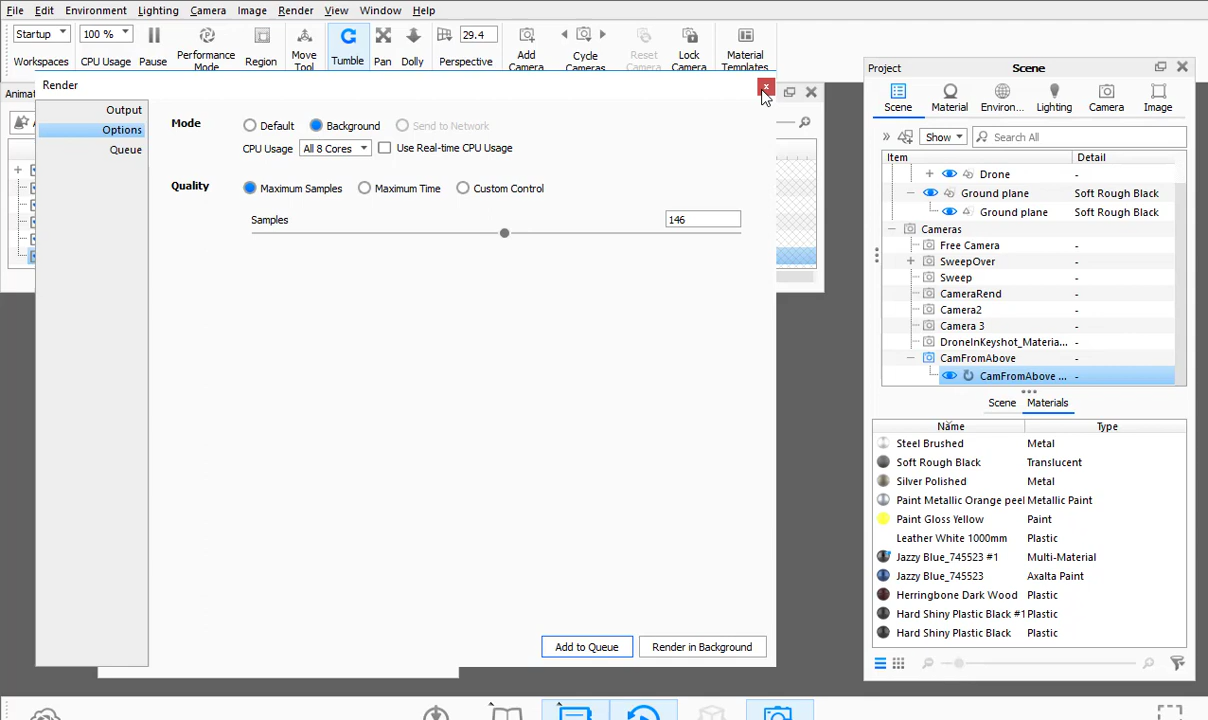 File Edit Environment Lighting Camera Image Render View Window Help
Startup 100 % 29.4
Workspaces CPU Usage Pause Performance Mode Region Move Tool Tumble Pan Dolly Perspective Add Camera Cycle Cameras Reset Camera Lock Camera Material Templates
Render
Animat
Output
Options
Queue
Mode Default Background Send to Network
CPU Usage All 8 Cores Use Real-time CPU Usage
Quality Maximum Samples Maximum Time Custom Control
Samples 146
Add to Queue Render in Background
Project Scene
Scene Material Environ... Lighting Camera Image
Show Search All
Item Detail
Drone -
Ground plane Soft Rough Black
Ground plane Soft Rough Black
Cameras
Free Camera -
SweepOver -
Sweep -
CameraRend -
Camera2 -
Camera 3 -
DroneInKeyshot_Materia... -
CamFromAbove -
CamFromAbove ... -
Scene Materials
Name Type
Steel Brushed Metal
Soft Rough Black Translucent
Silver Polished Metal
Paint Metallic Orange peel Metallic Paint
Paint Gloss Yellow Paint
Leather White 1000mm Plastic
Jazzy Blue_745523 #1 Multi-Material
Jazzy Blue_745523 Axalta Paint
Herringbone Dark Wood Plastic
Hard Shiny Plastic Black #1 Plastic
Hard Shiny Plastic Black Plastic